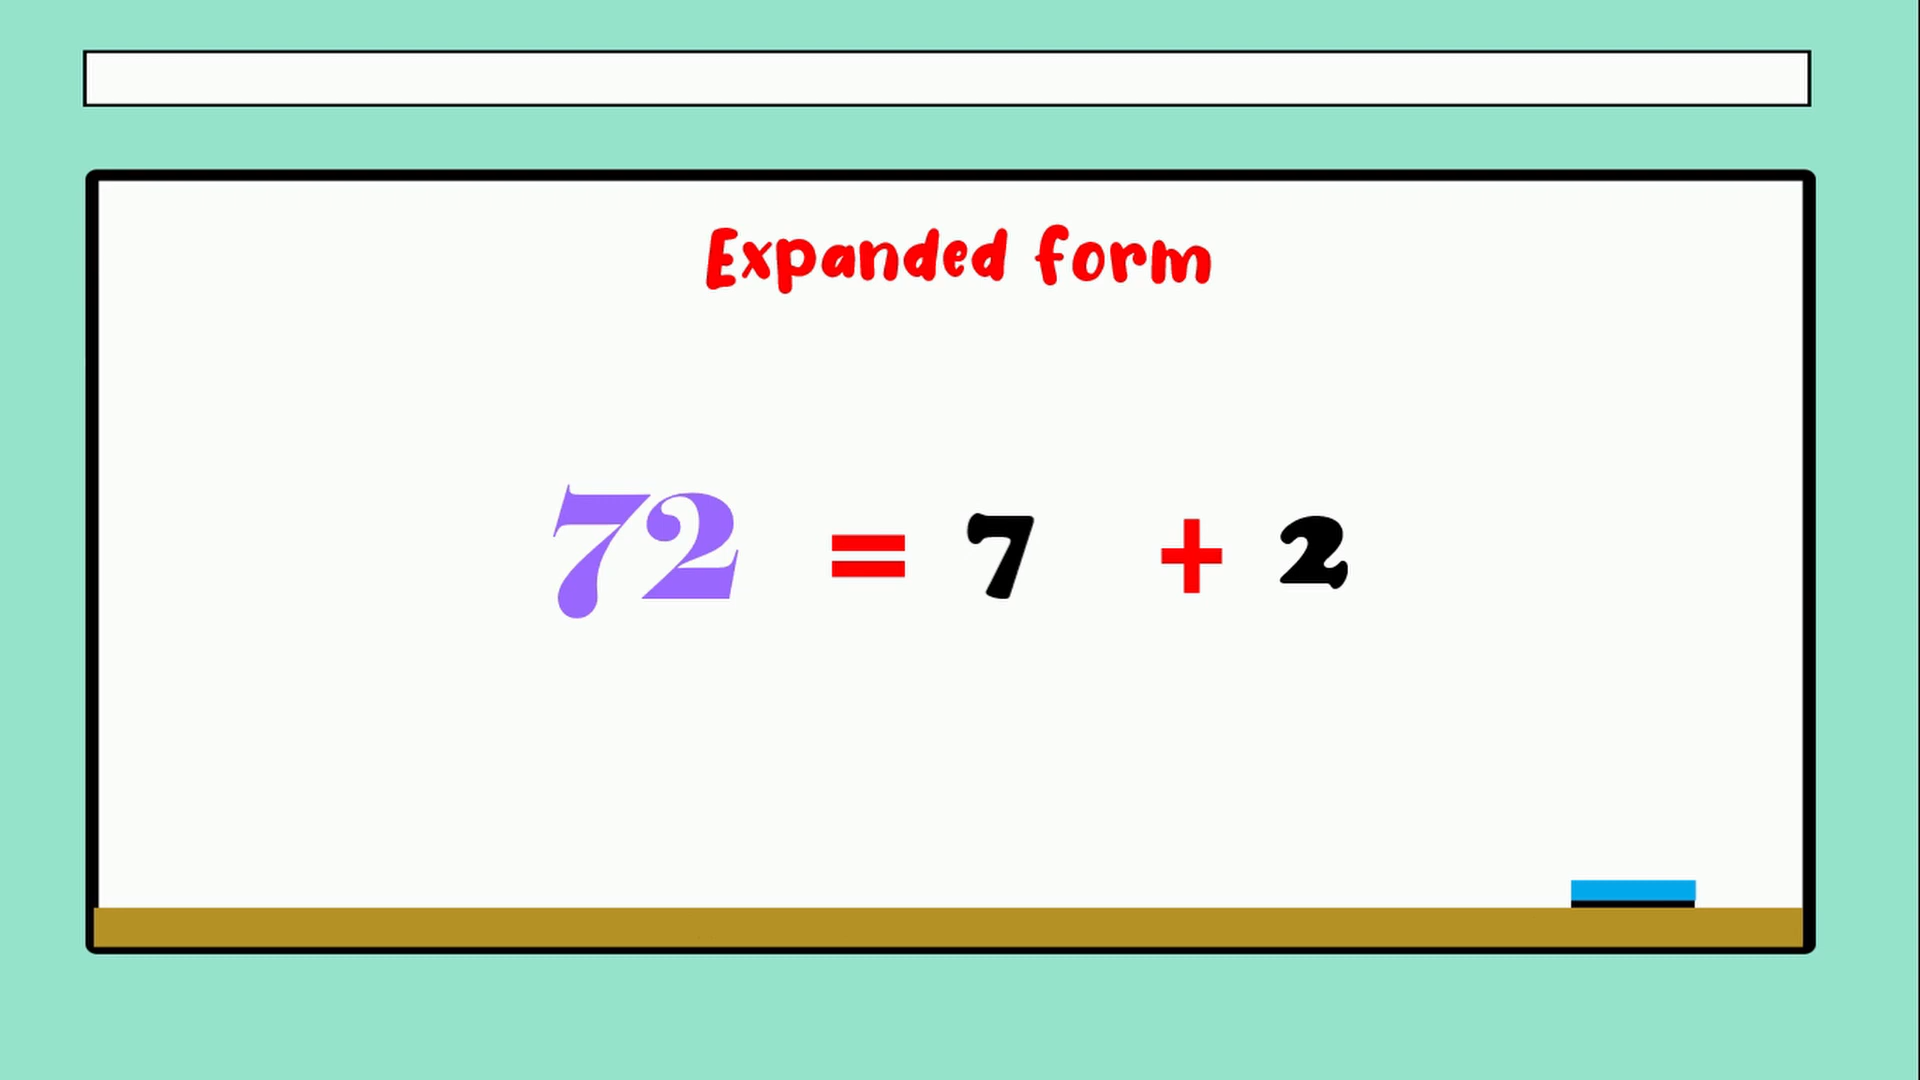 Expanded form
72 = 7 + 2